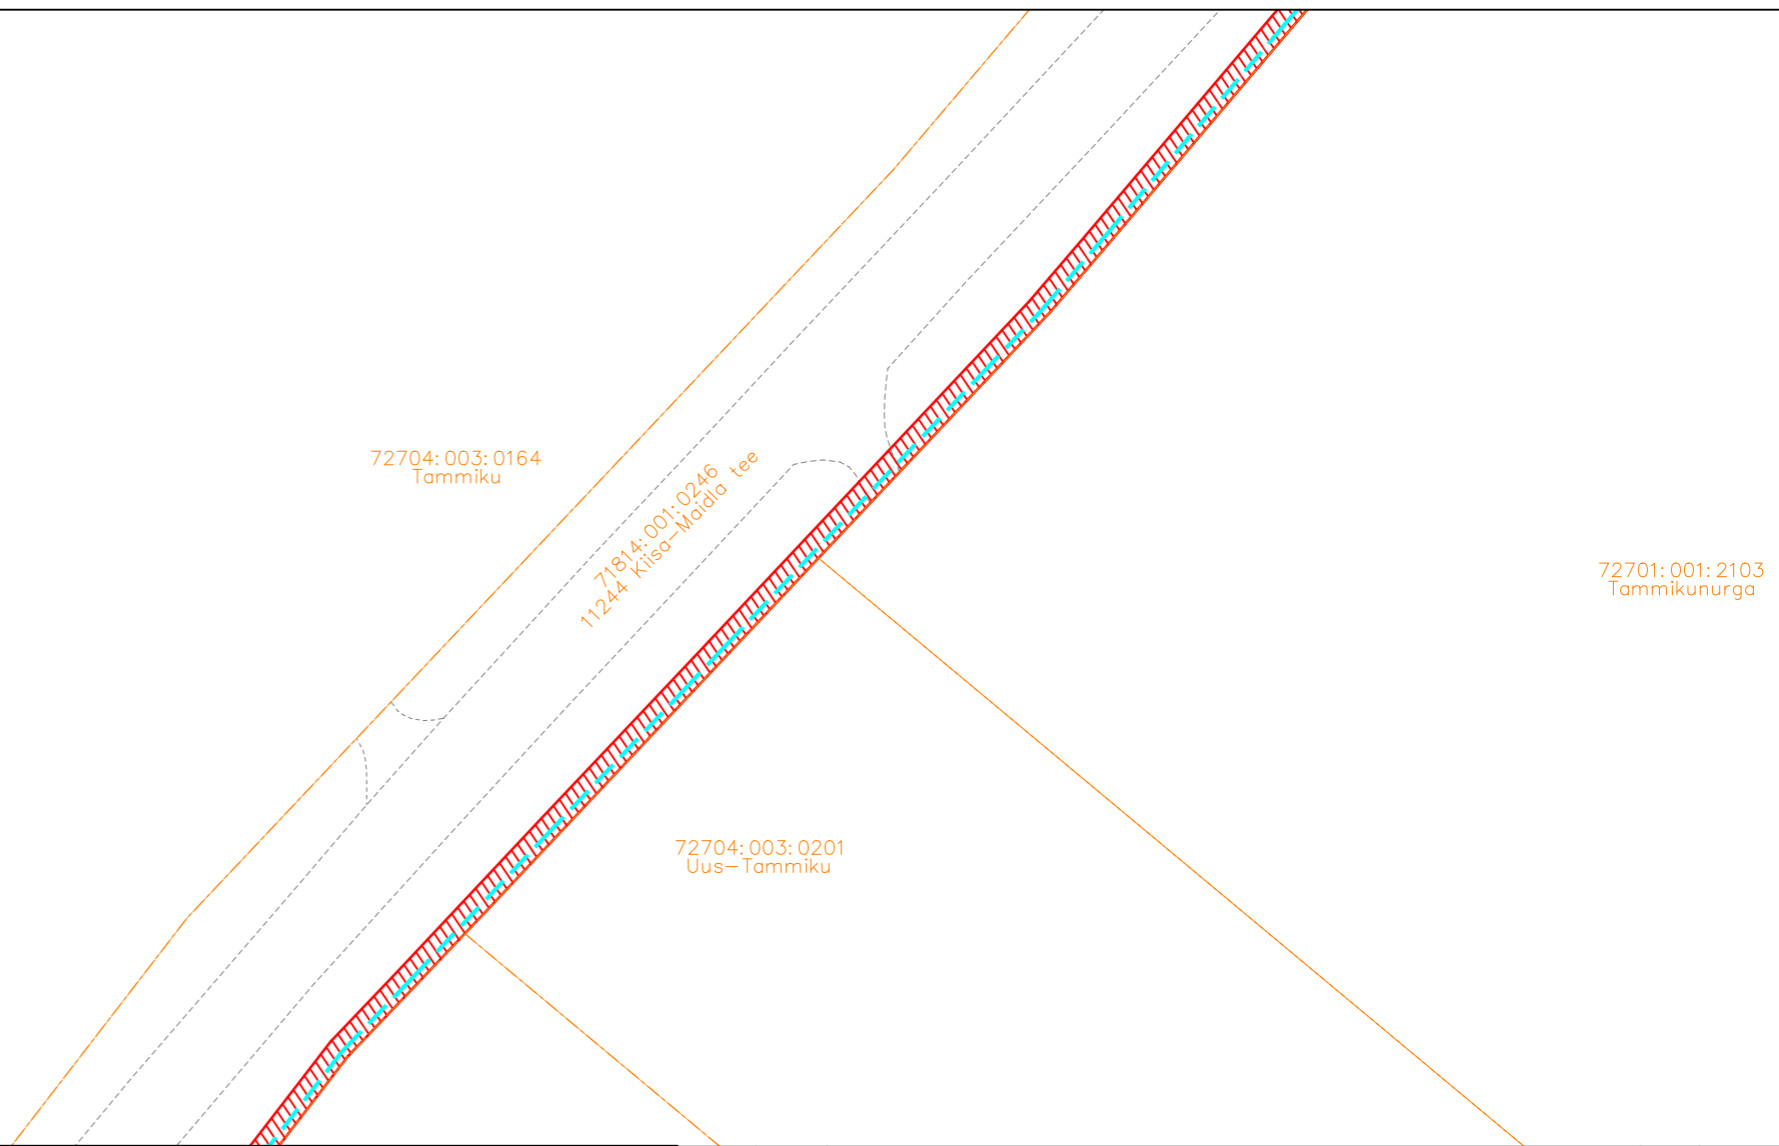 72704:003:0164
Tammiku
71814:001:0246
11244 Kiisa-Maidla tee
72701:001:2103
Tammikunurga
72704:003:0201
Uus-Tammiku